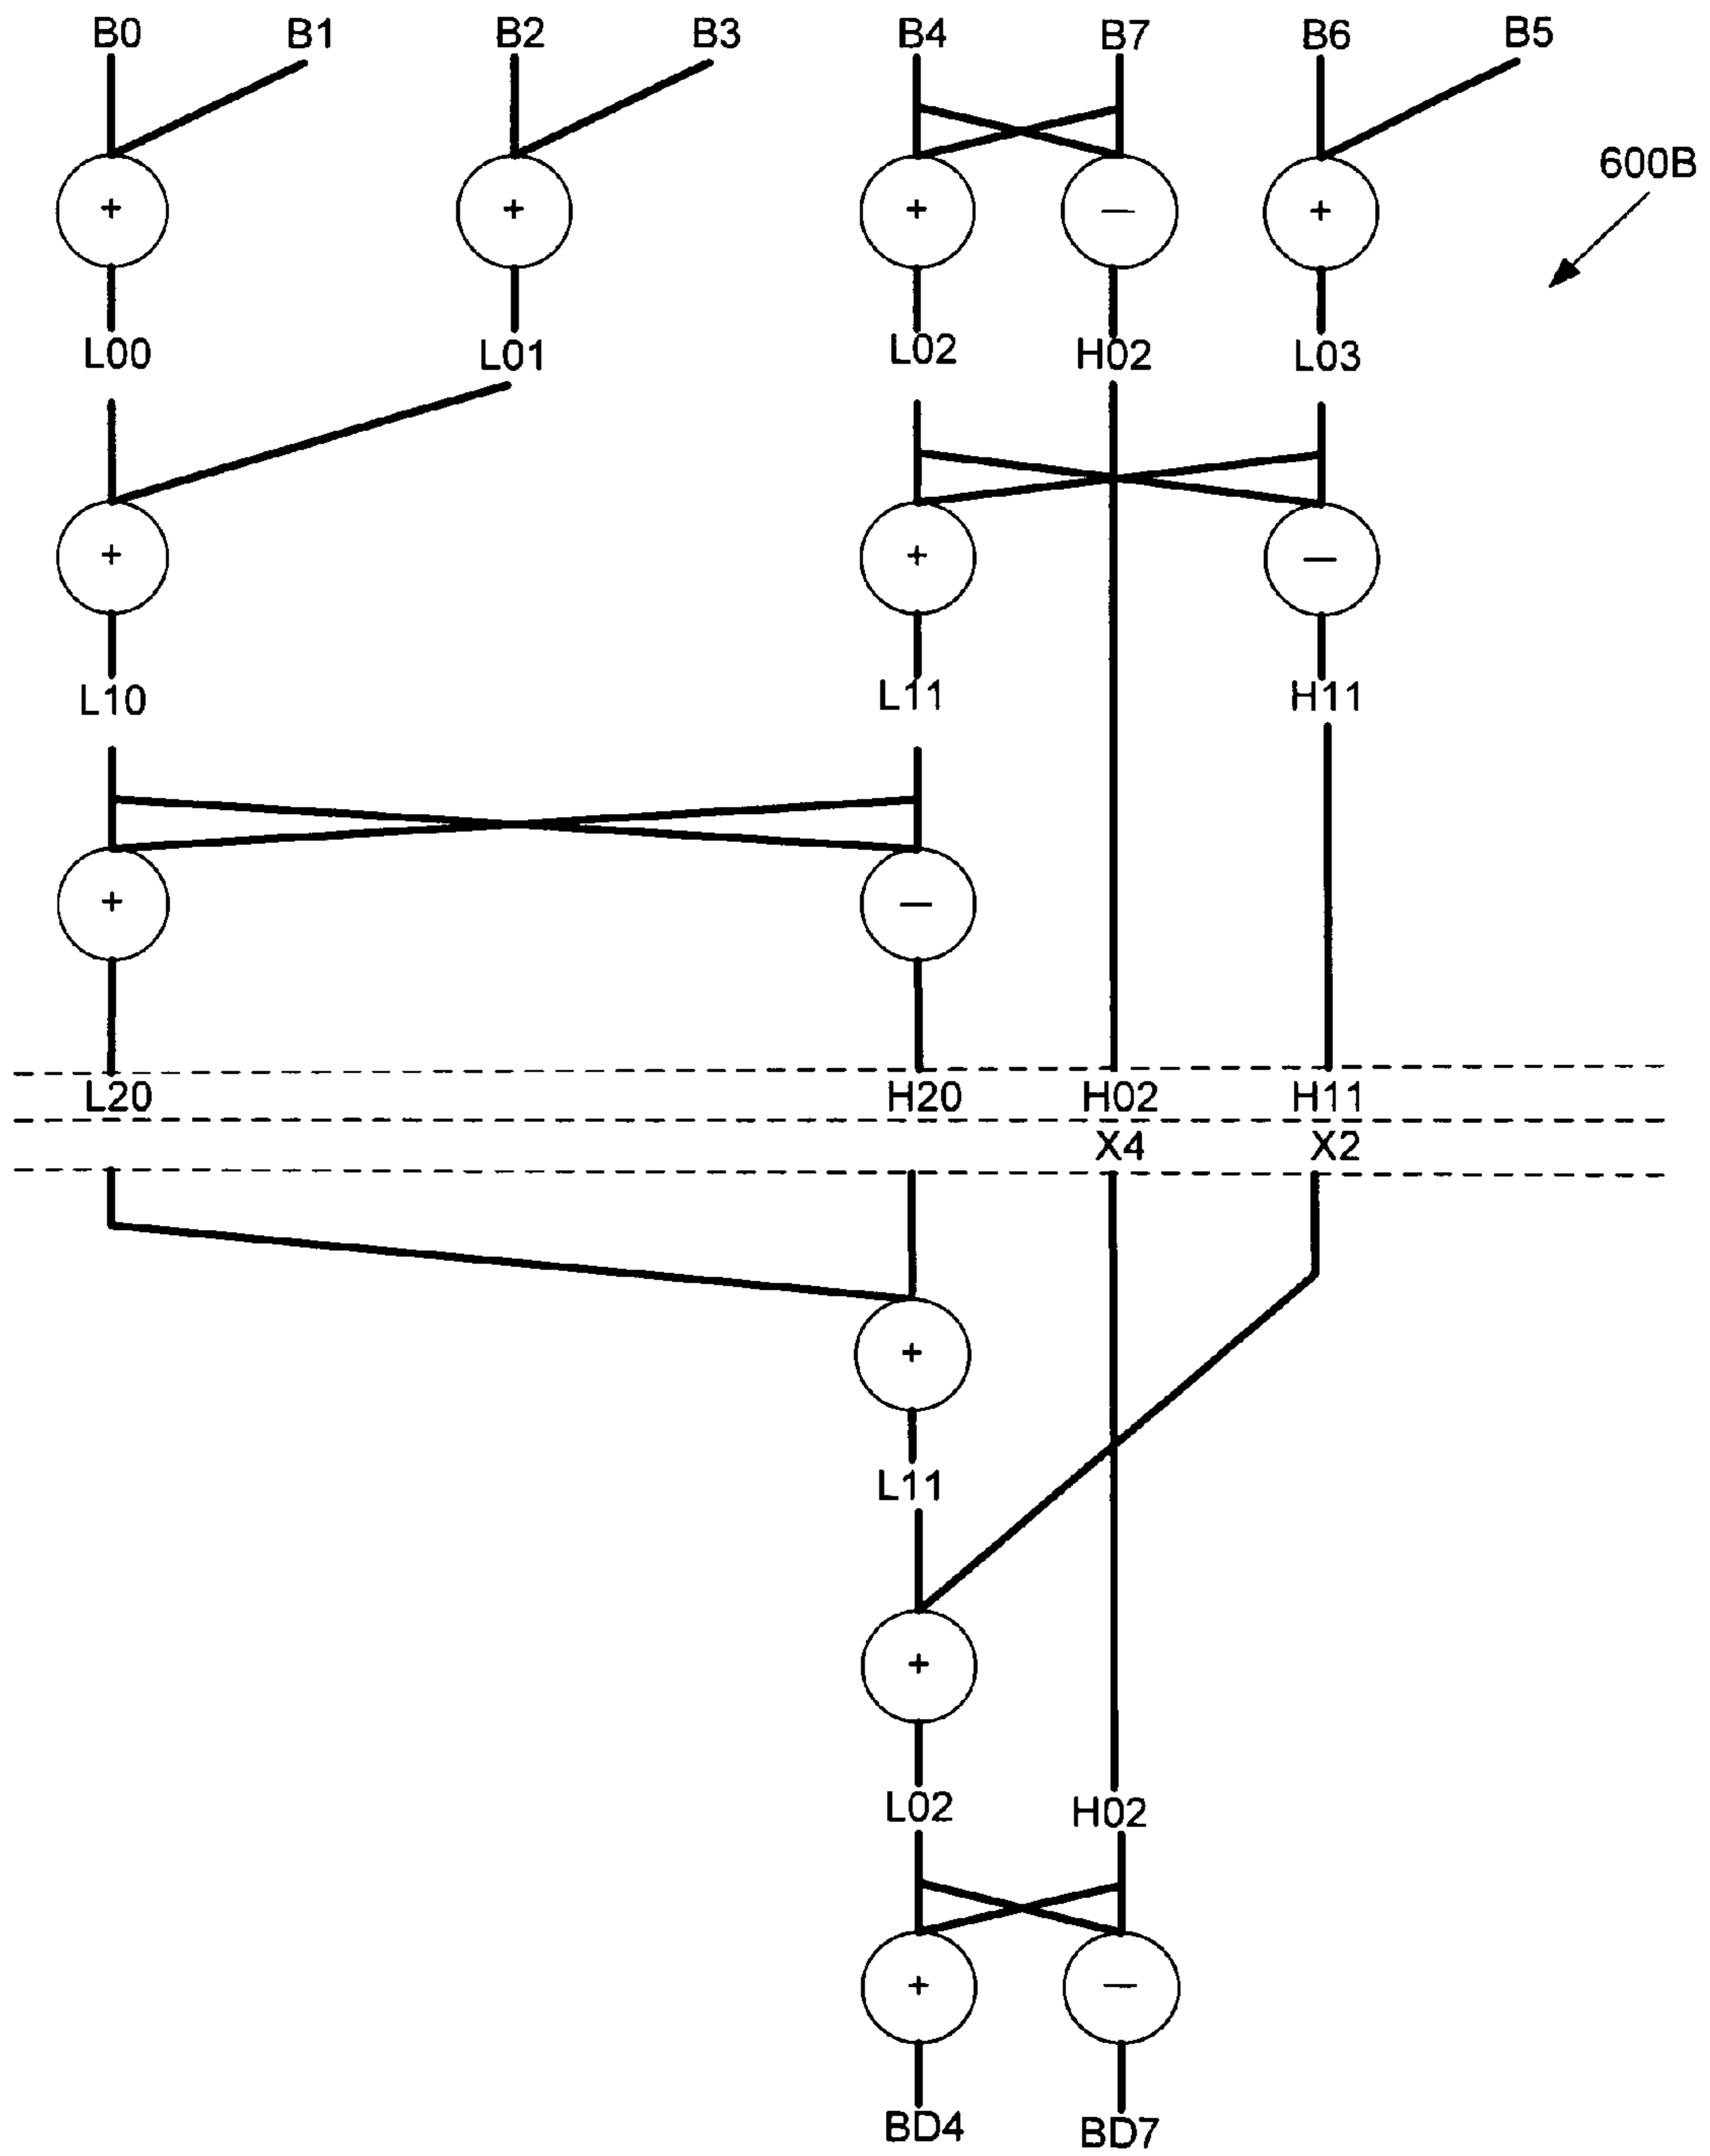 B0 B1 B2 B3 B4 B7 B6 B5
600B
+ + + − +
L00 L01 L02 H02 L03
+ + −
L10 L11 H11
+ −
L20 H20 H02 H11
X4 X2
+
L11
+
L02 H02
+ −
BD4 BD7